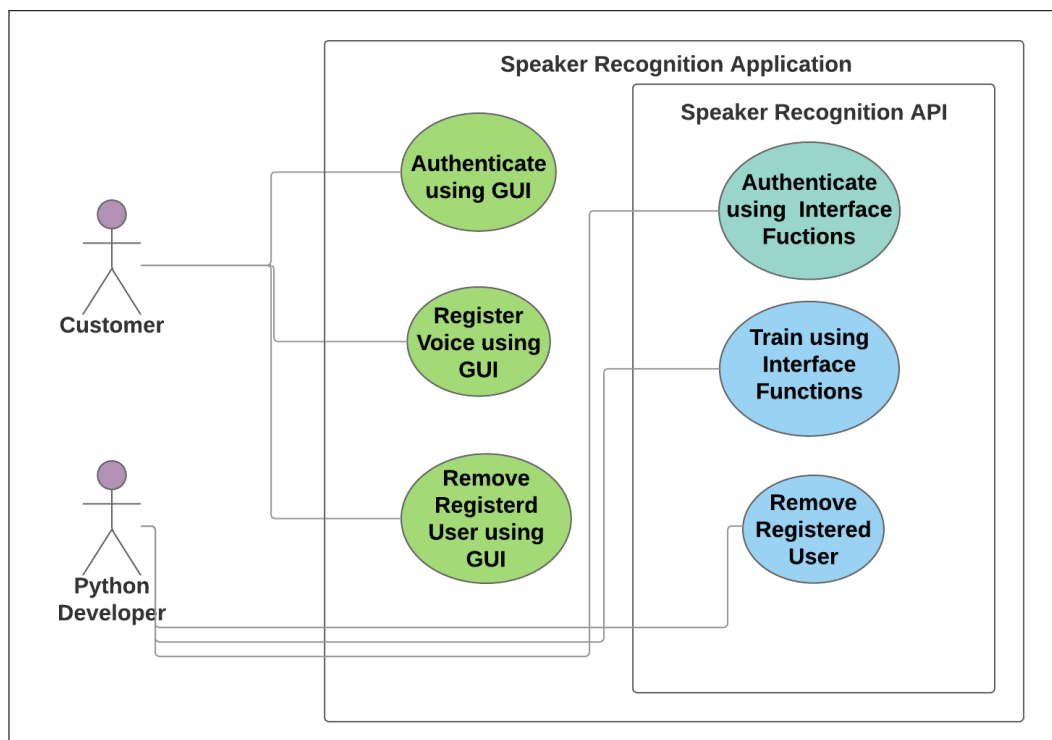 Speaker Recognition Application
Speaker Recognition API
Authenticate
using GUI
Authenticate
using Interface
Fuctions
Customer
Register
Voice using
GUI
Train using
Interface
Functions
Remove
Registerd
User using
GUI
Remove
Registered
User
Python
Developer